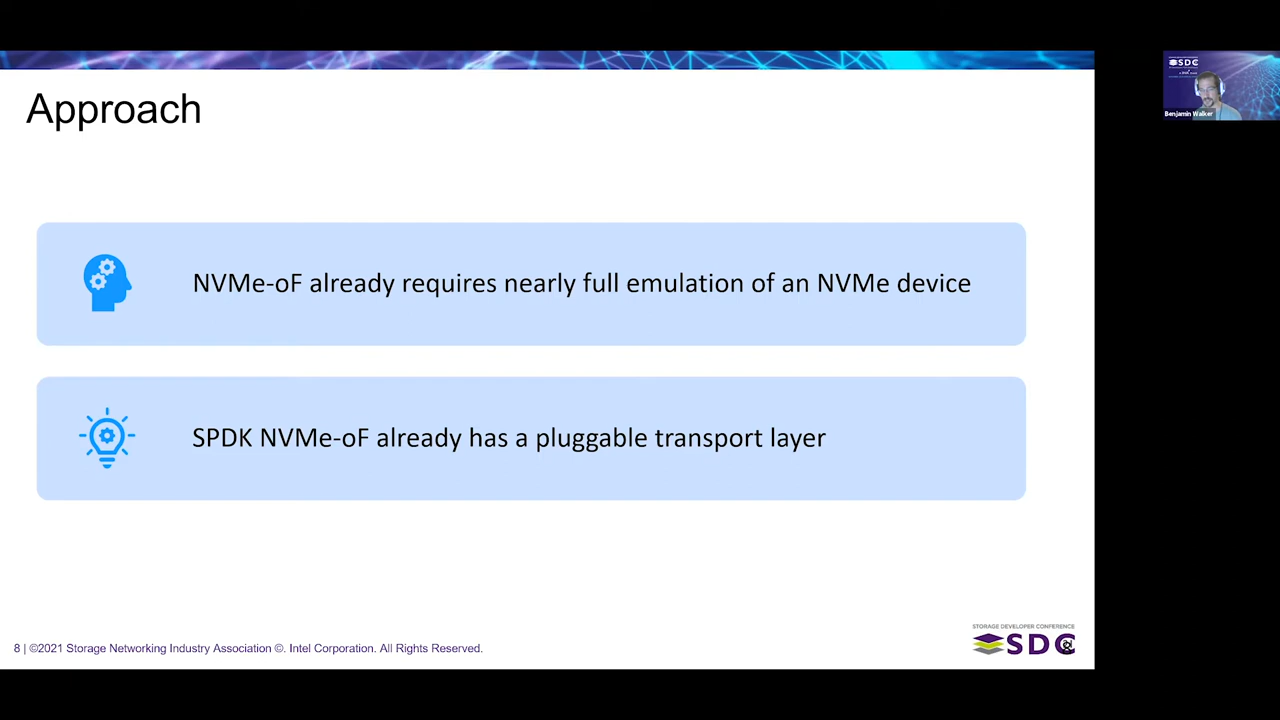 Approach
NVMe-oF already requires nearly full emulation of an NVMe device
SPDK NVMe-oF already has a pluggable transport layer
8 | ©2021 Storage Networking Industry Association ©. Intel Corporation. All Rights Reserved.
STORAGE DEVELOPER CONFERENCE
SDC
SDC
Benjamin Walker